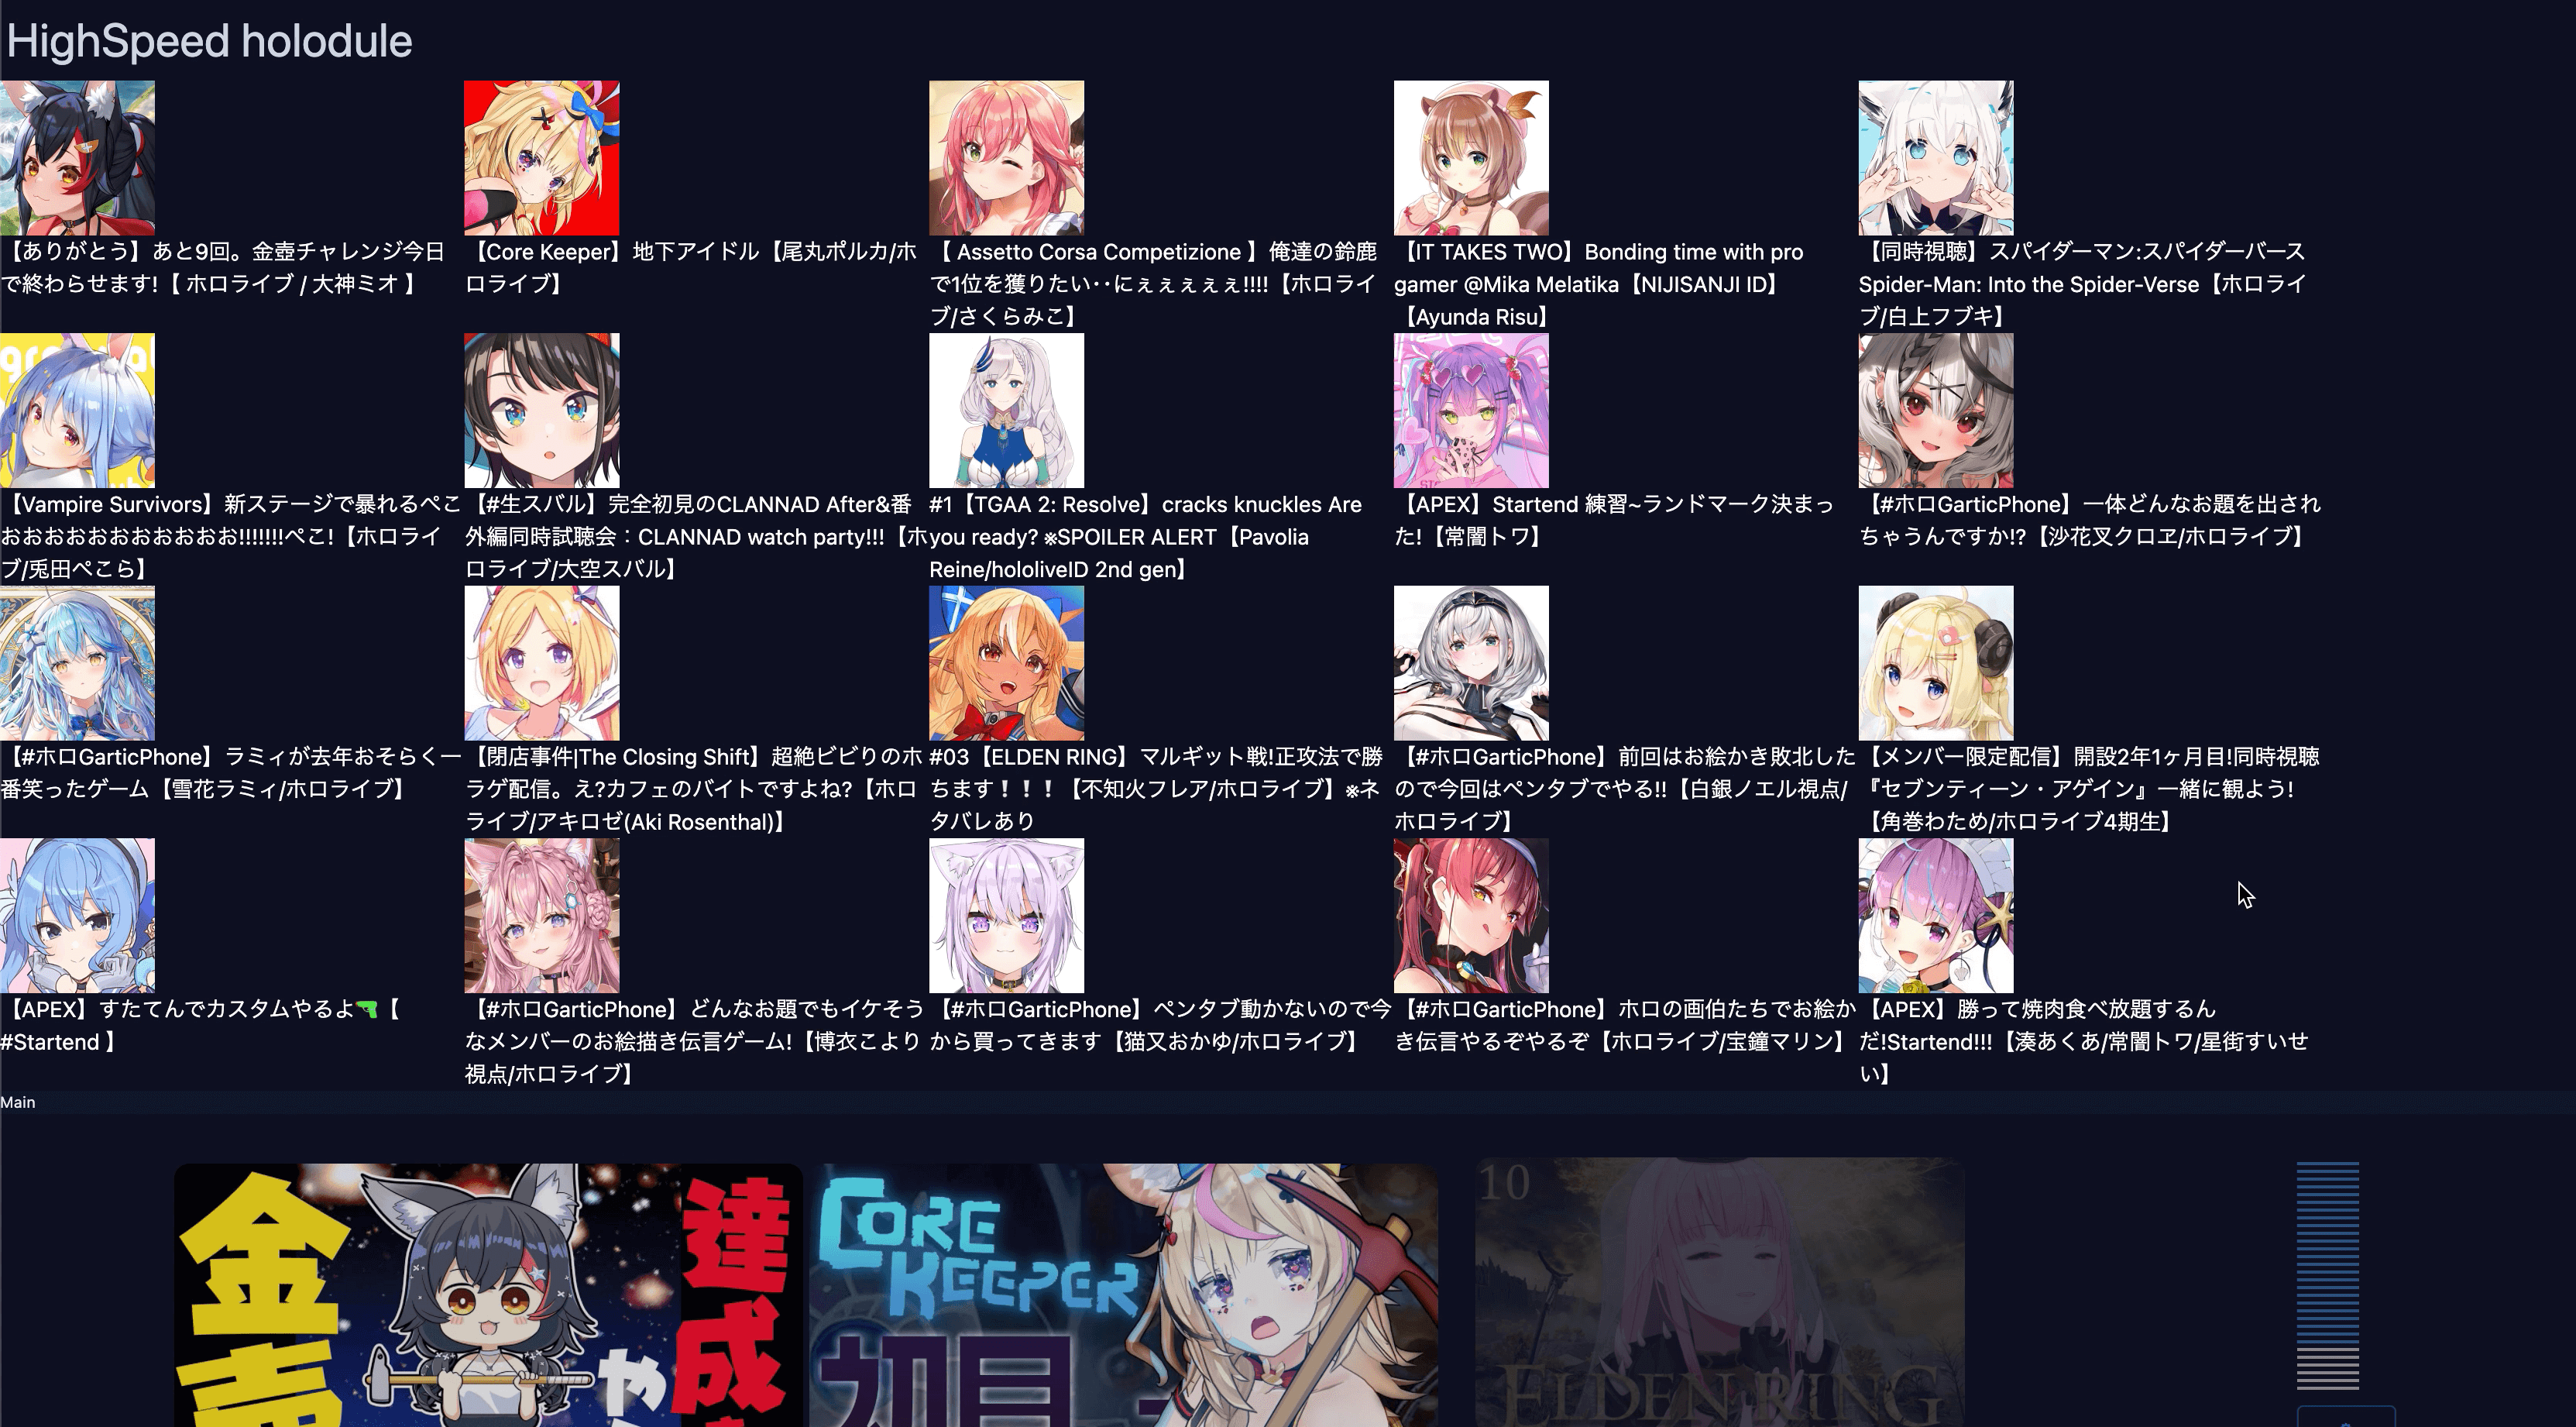 HighSpeed holodule
【ありがとう】あと9回。金壺チャレンジ今日
で終わらせます!【 ホロライブ / 大神ミオ 】
【Core Keeper】地下アイドル【尾丸ポルカ/ホ
ロライブ】
【 Assetto Corsa Competizione 】俺達の鈴鹿
で1位を獲りたい‥にぇぇぇぇぇ!!!!【ホロライ
ブ/さくらみこ】
【IT TAKES TWO】Bonding time with pro
gamer @Mika Melatika【NIJISANJI ID】
【Ayunda Risu】
【同時視聴】スパイダーマン:スパイダーバース
Spider-Man: Into the Spider-Verse【ホロライ
ブ/白上フブキ】
【Vampire Survivors】新ステージで暴れるぺこ
おおおおおおおおおおお!!!!!!!ぺこ!【ホロライ
ブ/兎田ぺこら】
【#生スバル】完全初見のCLANNAD After&番
外編同時試聴会：CLANNAD watch party!!!【ホ
ロライブ/大空スバル】
#1【TGAA 2: Resolve】cracks knuckles Are
you ready? ※SPOILER ALERT【Pavolia
Reine/hololiveID 2nd gen】
【APEX】Startend 練習~ランドマーク決まっ
た!【常闇トワ】
【#ホロGarticPhone】一体どんなお題を出され
ちゃうんですか!?【沙花叉クロヱ/ホロライブ】
【#ホロGarticPhone】ラミィが去年おそらく一
番笑ったゲーム【雪花ラミィ/ホロライブ】
【閉店事件|The Closing Shift】超絶ビビりのホ
ラゲ配信。え?カフェのバイトですよね?【ホロ
ライブ/アキロゼ(Aki Rosenthal)】
#03【ELDEN RING】マルギット戦!正攻法で勝
ちます！！！【不知火フレア/ホロライブ】※ネ
タバレあり
【#ホロGarticPhone】前回はお絵かき敗北した
ので今回はペンタブでやる!!【白銀ノエル視点/
ホロライブ】
【メンバー限定配信】開設2年1ヶ月目!同時視聴
『セブンティーン・アゲイン』一緒に観よう!
【角巻わため/ホロライブ4期生】
【APEX】すたてんでカスタムやるよ🔫【
#Startend 】
【#ホロGarticPhone】どんなお題でもイケそう
なメンバーのお絵描き伝言ゲーム!【博衣こより
視点/ホロライブ】
【#ホロGarticPhone】ペンタブ動かないので今
から買ってきます【猫又おかゆ/ホロライブ】
【#ホロGarticPhone】ホロの画伯たちでお絵か
き伝言やるぞやるぞ【ホロライブ/宝鐘マリン】
【APEX】勝って焼肉食べ放題するん
だ!Startend!!!【湊あくあ/常闇トワ/星街すいせ
い】
Main
金
達成
や
CORE
KEEPER
初見
10
ELDEN RING